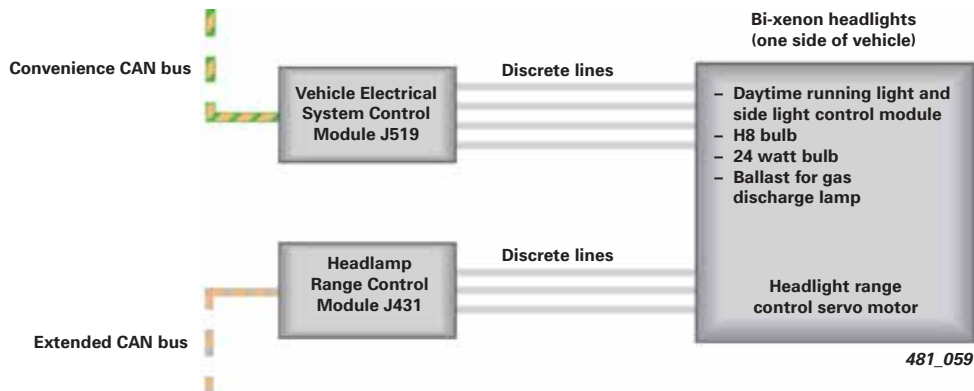 Bi-xenon headlights
(one side of vehicle)
Convenience CAN bus
Vehicle Electrical
System Control
Module J519
Discrete lines
– Daytime running light and
side light control module
– H8 bulb
– 24 watt bulb
– Ballast for gas
discharge lamp
Headlamp
Range Control
Module J431
Discrete lines
Headlight range
control servo motor
Extended CAN bus
481_059